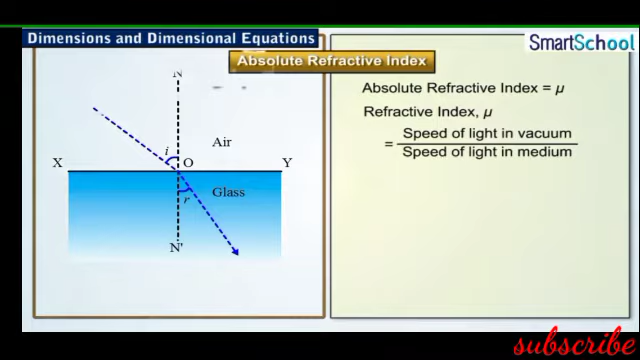 Dimensions and Dimensional Equations
SmartSchool
Absolute Refractive Index
N
i
Air
X
O
Y
r
Glass
N'
Absolute Refractive Index = μ
Refractive Index, μ
= Speed of light in vacuum
Speed of light in medium
subscribe